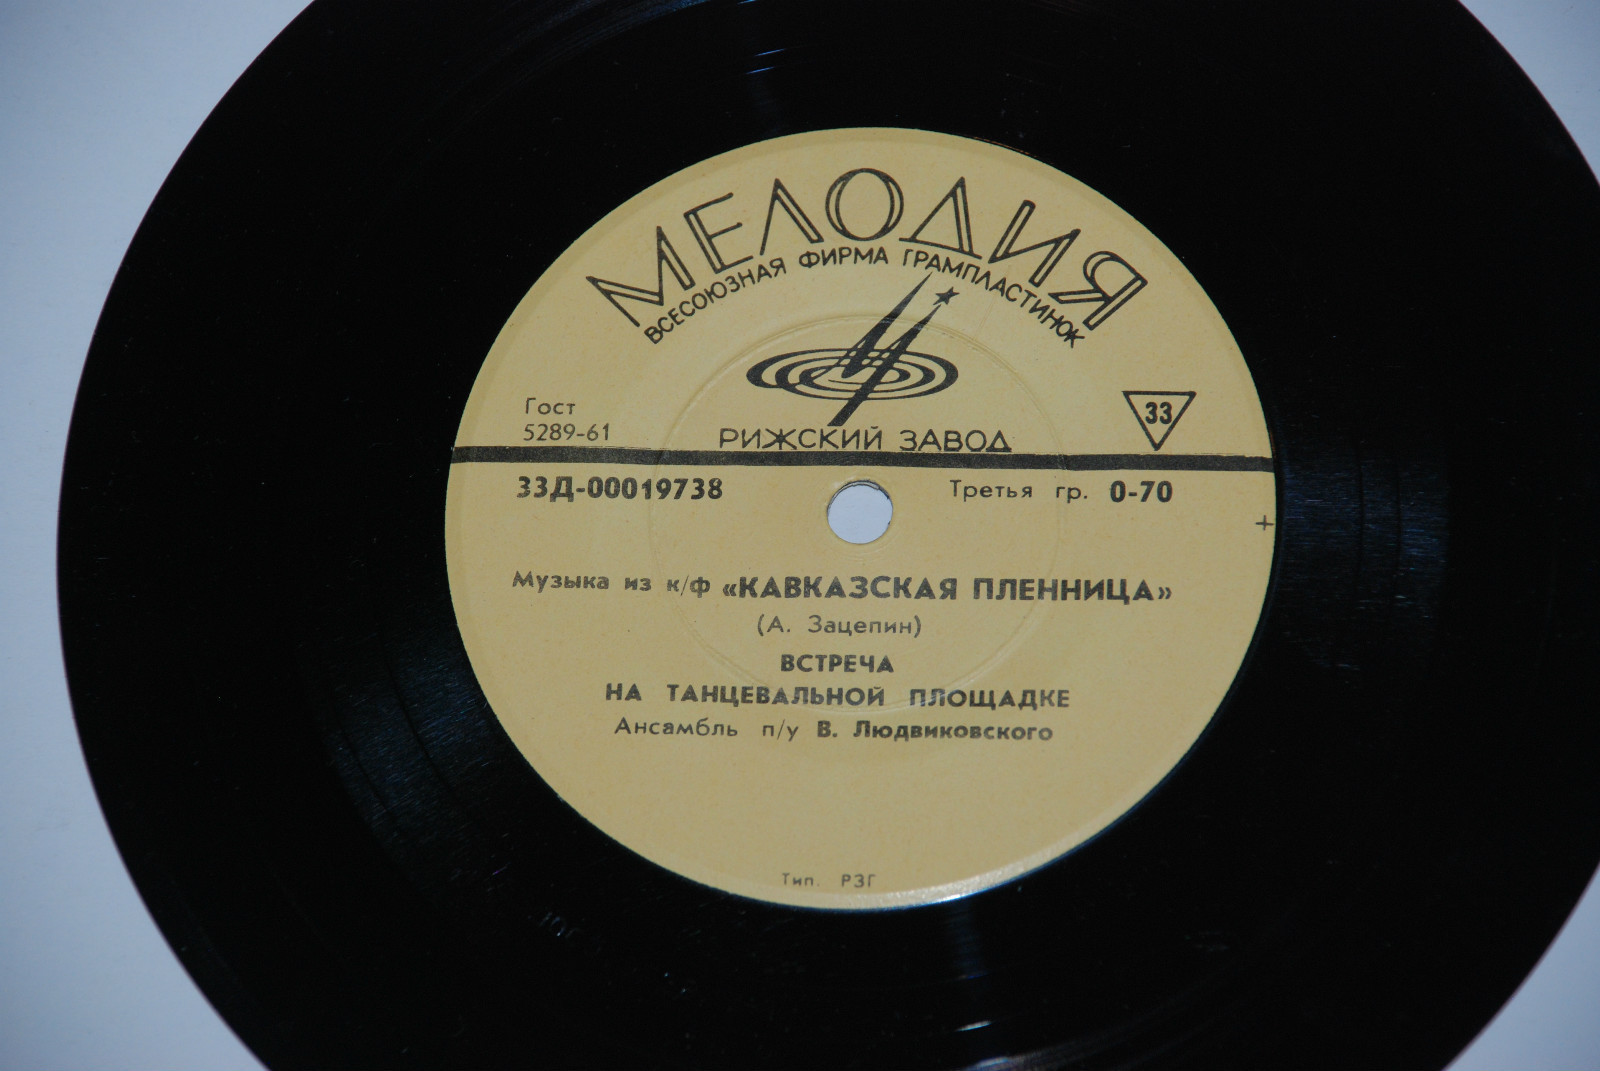 МЕЛОДИЯ
ВСЕСОЮЗНАЯ ФИРМА ГРАМПЛАСТИНОК
Гост
5289-61
33
РИЖСКИЙ ЗАВОД
33Д-00019738 Третья гр. 0-70
Музыка из к/ф «КАВКАЗСКАЯ ПЛЕННИЦА»
(А. Зацепин)
ВСТРЕЧА
НА ТАНЦЕВАЛЬНОЙ ПЛОЩАДКЕ
Ансамбль п/у В. Людвиковского
Тип. РЗГ